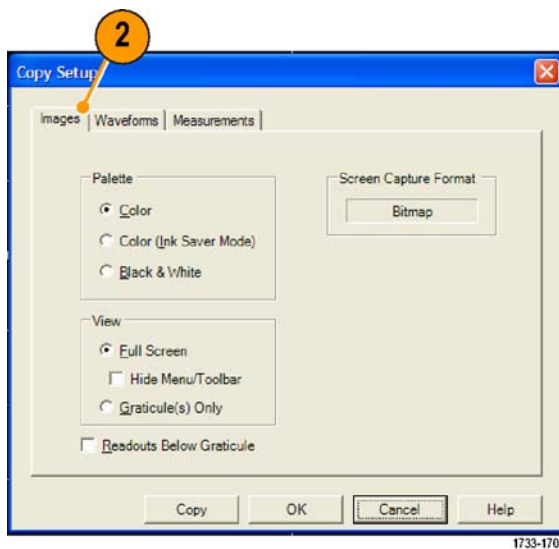 2
Copy Setup
Images Waveforms Measurements
Palette
Color
Color (Ink Saver Mode)
Black & White
Screen Capture Format
Bitmap
View
Full Screen
Hide Menu/Toolbar
Graticule(s) Only
Readouts Below Graticule
Copy OK Cancel Help
1733-170